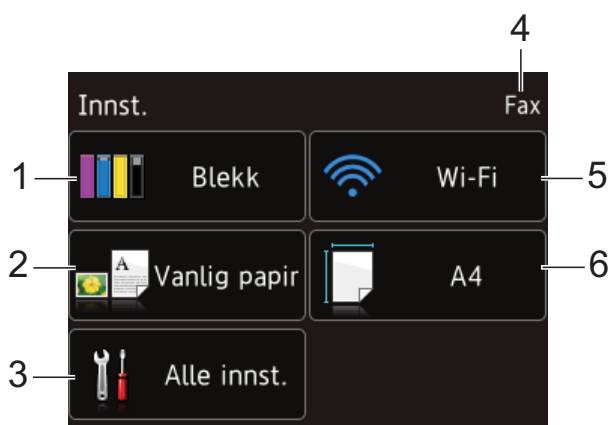 4
Innst. Fax
1 Blekk Wi-Fi 5
2 A Vanlig papir A4 6
3 Alle innst.